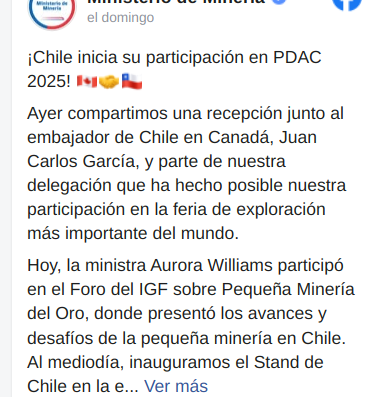 Ministerio de Minería
Ministerio de
Minería
el domingo
¡Chile inicia su participación en PDAC
2025! 🇨🇦🤝🇨🇱
Ayer compartimos una recepción junto al
embajador de Chile en Canadá, Juan
Carlos García, y parte de nuestra
delegación que ha hecho posible nuestra
participación en la feria de exploración
más importante del mundo.
Hoy, la ministra Aurora Williams participó
en el Foro del IGF sobre Pequeña Minería
del Oro, donde presentó los avances y
desafíos de la pequeña minería en Chile.
Al mediodía, inauguramos el Stand de
Chile en la e... Ver más